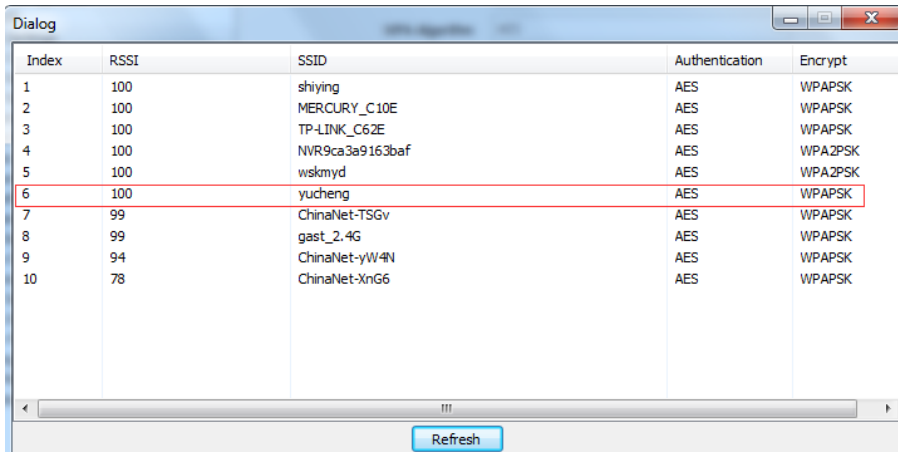 Dialog
Index RSSI SSID Authentication Encrypt
1 100 shiying AES WPAPSK
2 100 MERCURY_C10E AES WPAPSK
3 100 TP-LINK_C62E AES WPAPSK
4 100 NVR9ca3a9163baf AES WPA2PSK
5 100 wskmyd AES WPA2PSK
6 100 yucheng AES WPAPSK
7 99 ChinaNet-TSGv AES WPAPSK
8 99 gast_2.4G AES WPAPSK
9 94 ChinaNet-yW4N AES WPAPSK
10 78 ChinaNet-XnG6 AES WPAPSK
Refresh